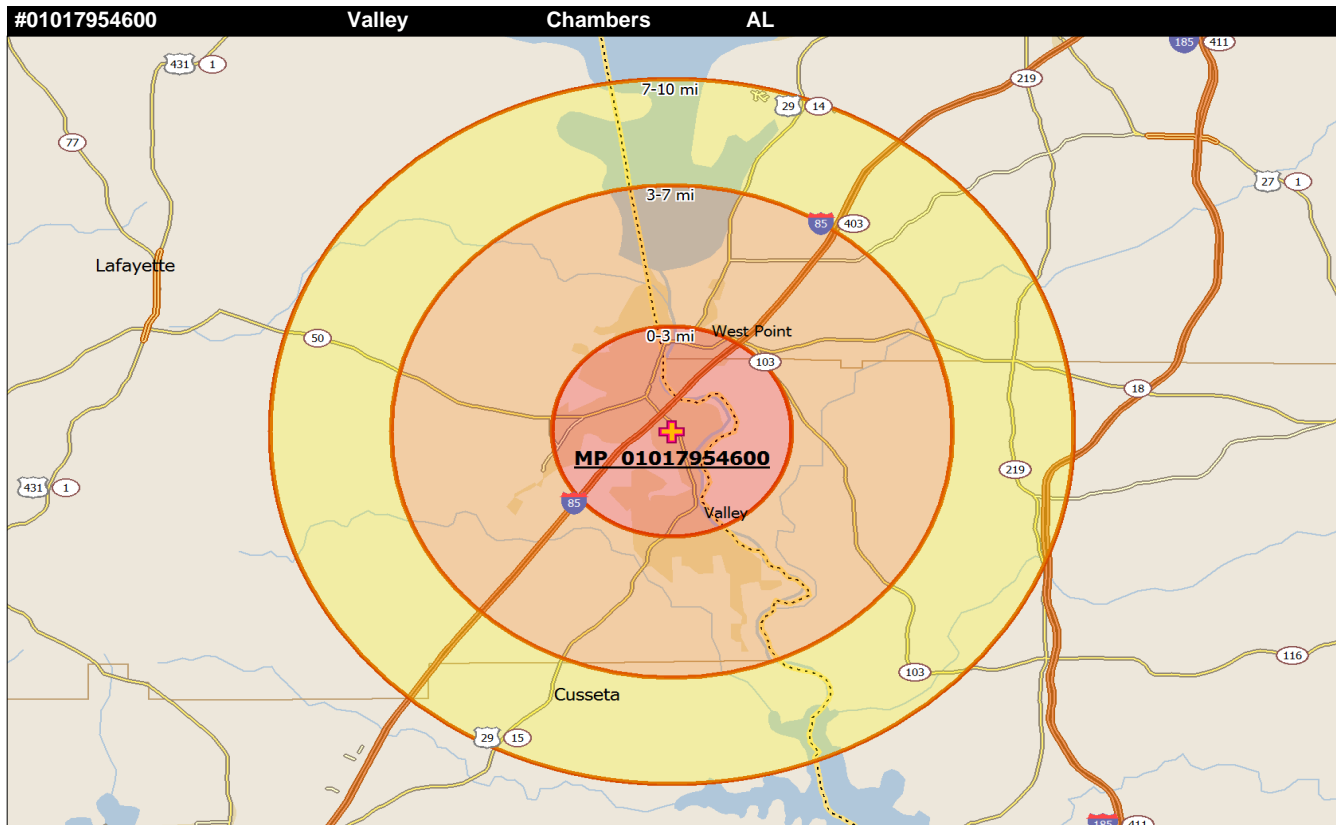 #01017954600 Valley Chambers AL
185 411
431 1
219
7-10 mi
29 14
77
27 1
3-7 mi
85 403
Lafayette
West Point
0-3 mi
50
103
18
MP 01017954600
219
431 1
85
Valley
116
103
Cusseta
29 15
185 411